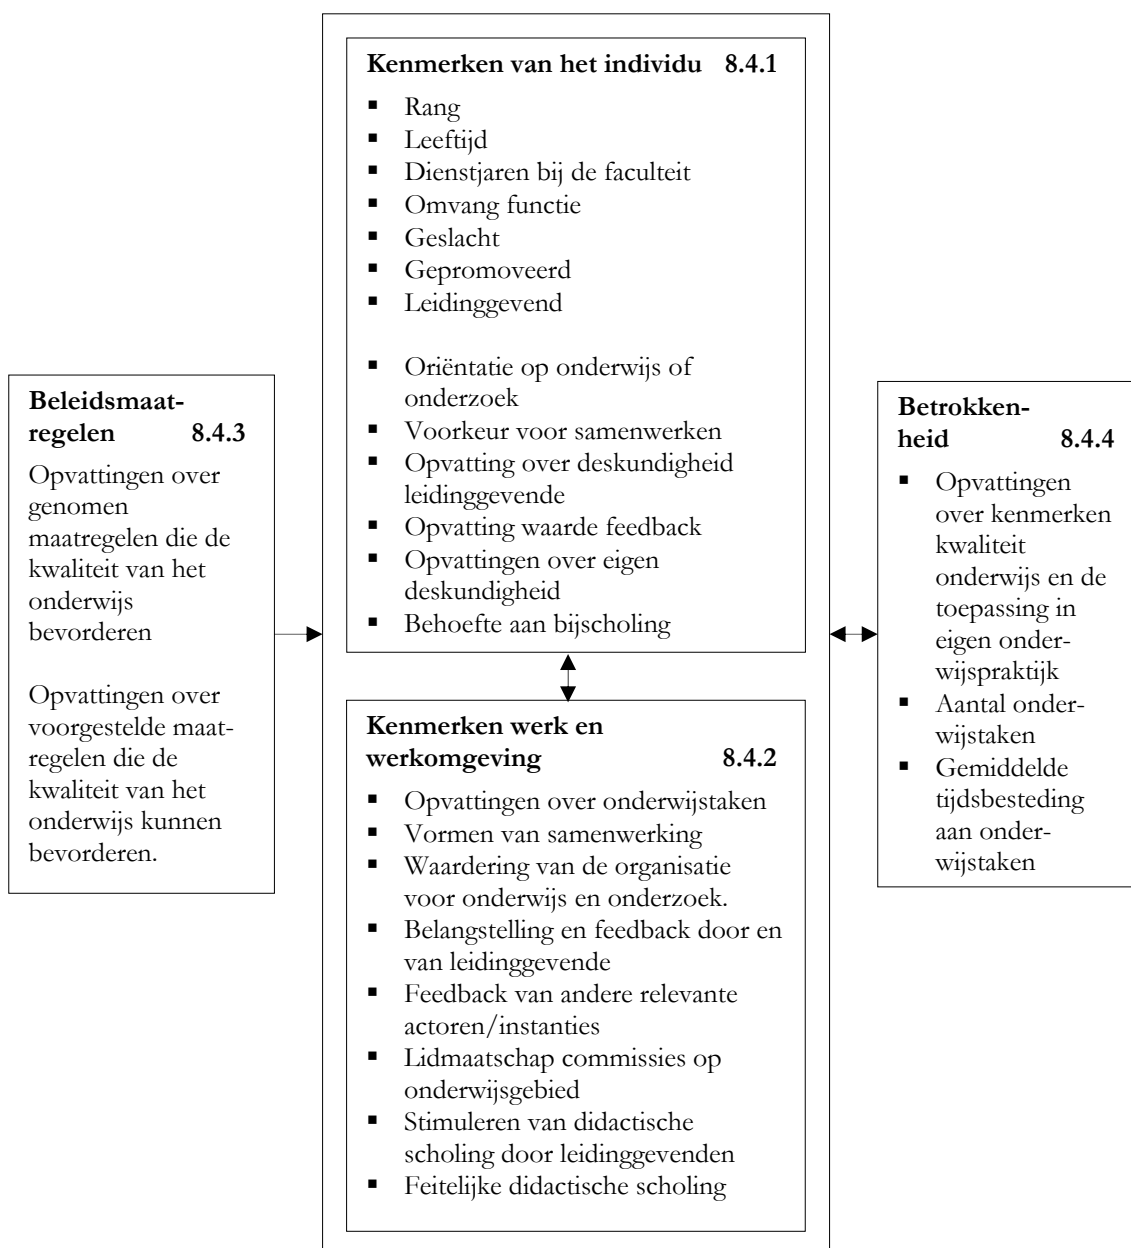 Kenmerken van het individu 8.4.1
▪ Rang
▪ Leeftijd
▪ Dienstjaren bij de faculteit
▪ Omvang functie
▪ Geslacht
▪ Gepromoveerd
▪ Leidinggevend
▪ Oriëntatie op onderwijs of
onderzoek
▪ Voorkeur voor samenwerken
▪ Opvatting over deskundigheid
leidinggevende
▪ Opvatting waarde feedback
▪ Opvattingen over eigen
deskundigheid
▪ Behoefte aan bijscholing
Beleidsmaat-
regelen 8.4.3
Opvattingen over
genomen
maatregelen die de
kwaliteit van het
onderwijs
bevorderen
Opvattingen over
voorgestelde maat-
regelen die de
kwaliteit van het
onderwijs kunnen
bevorderen.
Kenmerken werk en
werkomgeving 8.4.2
▪ Opvattingen over onderwijstaken
▪ Vormen van samenwerking
▪ Waardering van de organisatie
voor onderwijs en onderzoek.
▪ Belangstelling en feedback door en
van leidinggevende
▪ Feedback van andere relevante
actoren/instanties
▪ Lidmaatschap commissies op
onderwijsgebied
▪ Stimuleren van didactische
scholing door leidinggevenden
▪ Feitelijke didactische scholing
Betrokken-
heid 8.4.4
▪ Opvattingen
over kenmerken
kwaliteit
onderwijs en de
toepassing in
eigen onder-
wijspraktijk
▪ Aantal onder-
wijstaken
▪ Gemiddelde
tijdsbesteding
aan onder-
wijstaken